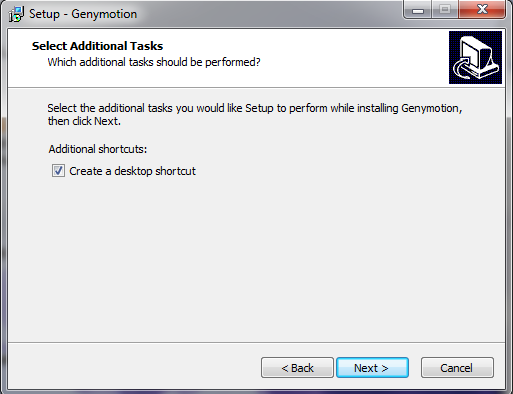 Setup - Genymotion
Select Additional Tasks
Which additional tasks should be performed?
Select the additional tasks you would like Setup to perform while installing Genymotion,
then click Next.
Additional shortcuts:
Create a desktop shortcut
< Back Next > Cancel